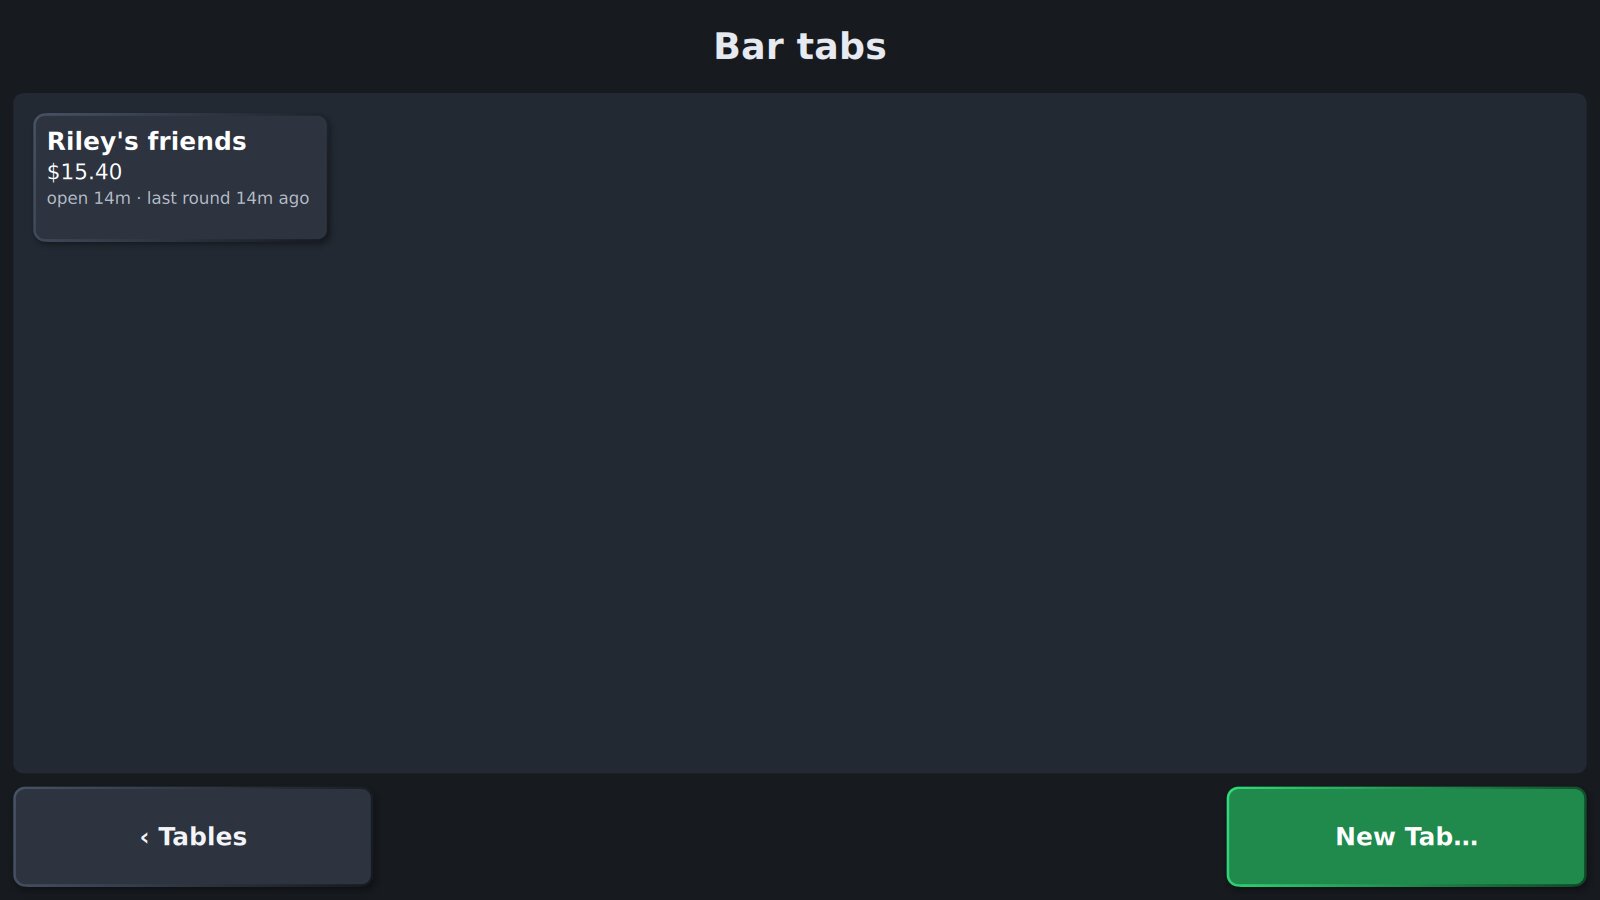 Bar tabs
Riley's friends
$15.40
open 14m · last round 14m ago
‹ Tables
New Tab…